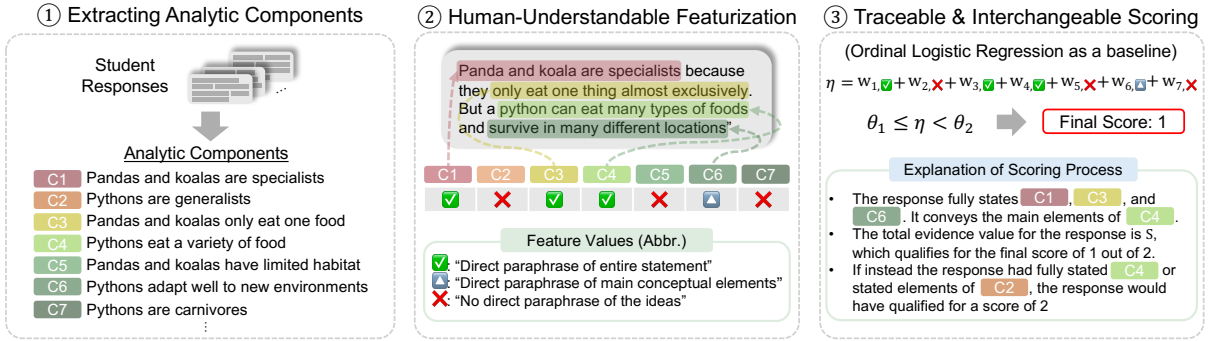 ① Extracting Analytic Components
Student
Responses
...
Analytic Components
C1 Pandas and koalas are specialists
C2 Pythons are generalists
C3 Pandas and koalas only eat one food
C4 Pythons eat a variety of food
C5 Pandas and koalas have limited habitat
C6 Pythons adapt well to new environments
C7 Pythons are carnivores
⋮
② Human-Understandable Featurization
Panda and koala are specialists because
they only eat one thing almost exclusively.
But a python can eat many types of foods
and survive in many different locations”
C1 C2 C3 C4 C5 C6 C7
✅ ❌ ✅ ✅ ❌ 🔼 ❌
Feature Values (Abbr.)
✅: “Direct paraphrase of entire statement”
🔼: “Direct paraphrase of main conceptual elements”
❌: “No direct paraphrase of the ideas”
③ Traceable & Interchangeable Scoring
(Ordinal Logistic Regression as a baseline)
η = w1,✅ + w2,❌ + w3,✅ + w4,✅ + w5,❌ + w6,🔼 + w7,❌
θ1 ≤ η < θ2
Final Score: 1
Explanation of Scoring Process
• The response fully states C1, C3, and
C6. It conveys the main elements of C4.
• The total evidence value for the response is S,
which qualifies for the final score of 1 out of 2.
• If instead the response had fully stated C4 or
stated elements of C2, the response would
have qualified for a score of 2